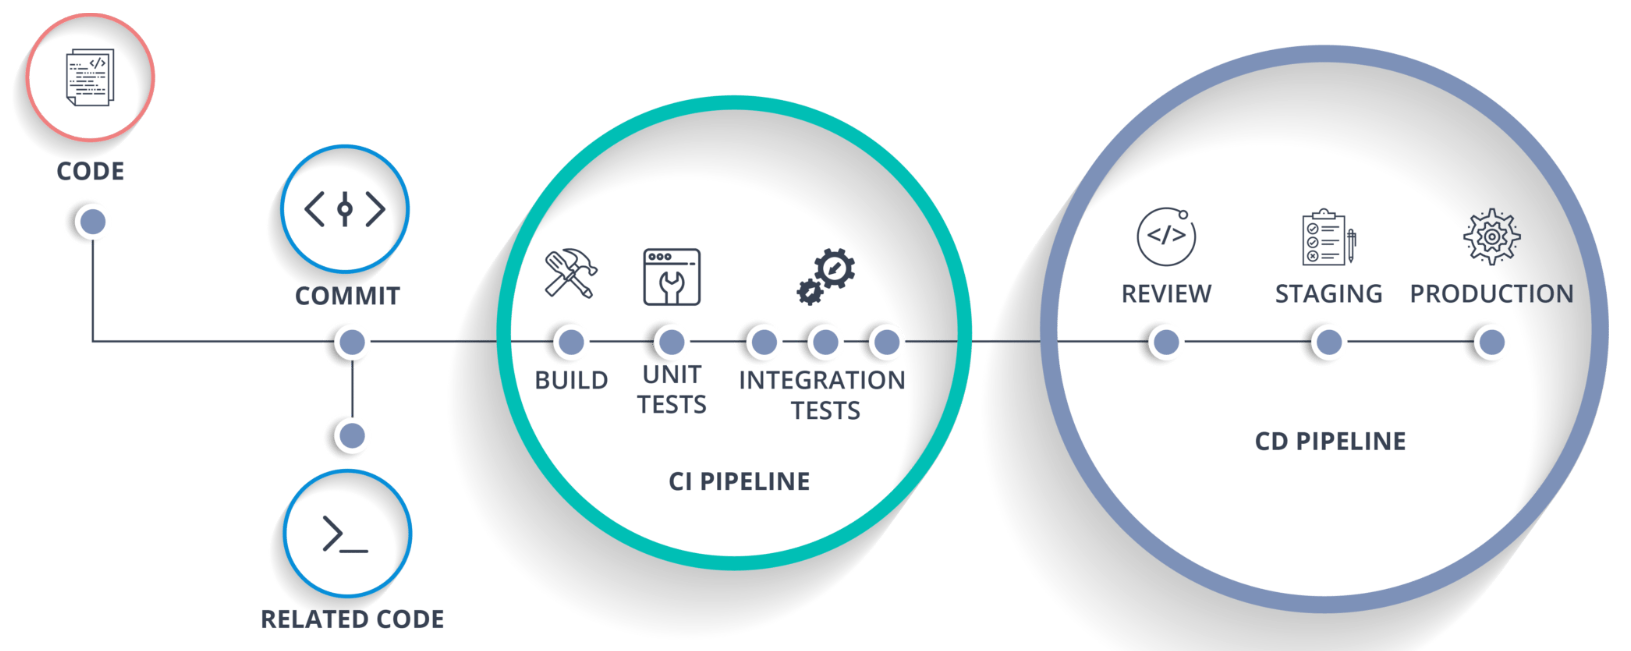 CODE
COMMIT
RELATED CODE
BUILD
UNIT
TESTS
INTEGRATION
TESTS
CI PIPELINE
REVIEW
STAGING
PRODUCTION
CD PIPELINE